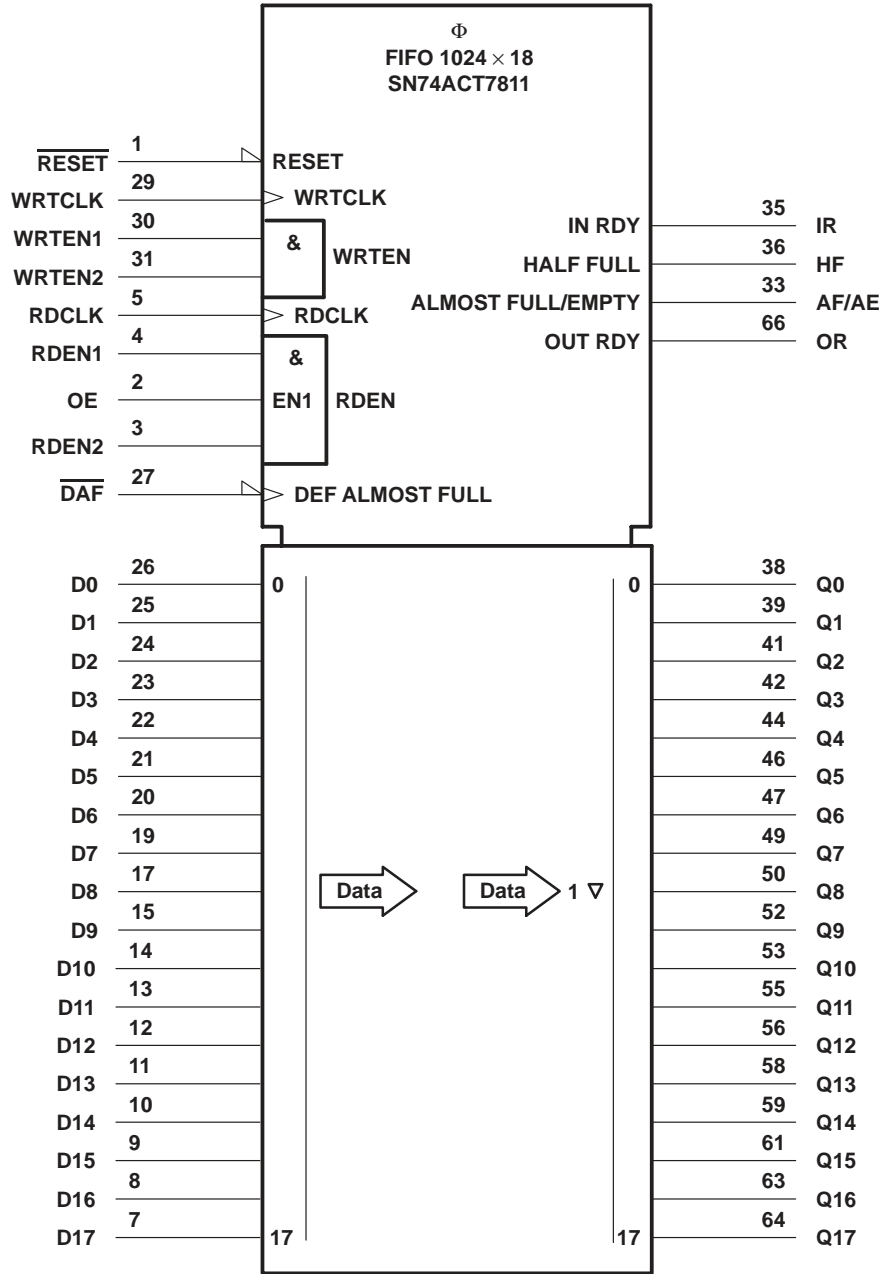 Φ
FIFO 1024 × 18
SN74ACT7811
RESET 1 RESET
WRTCLK 29 WRTCLK
WRTEN1 30 & WRTEN
WRTEN2 31
RDCLK 5 RDCLK
RDEN1 4 &
OE 2 EN1 RDEN
RDEN2 3
DAF 27 DEF ALMOST FULL
IN RDY 35 IR
HALF FULL 36 HF
ALMOST FULL/EMPTY 33 AF/AE
OUT RDY 66 OR
D0 26 0 0 38 Q0
D1 25 39 Q1
D2 24 41 Q2
D3 23 42 Q3
D4 22 44 Q4
D5 21 46 Q5
D6 20 47 Q6
D7 19 49 Q7
D8 17 Data Data 1 ∇ 50 Q8
D9 15 52 Q9
D10 14 53 Q10
D11 13 55 Q11
D12 12 56 Q12
D13 11 58 Q13
D14 10 59 Q14
D15 9 61 Q15
D16 8 63 Q16
D17 7 17 17 64 Q17